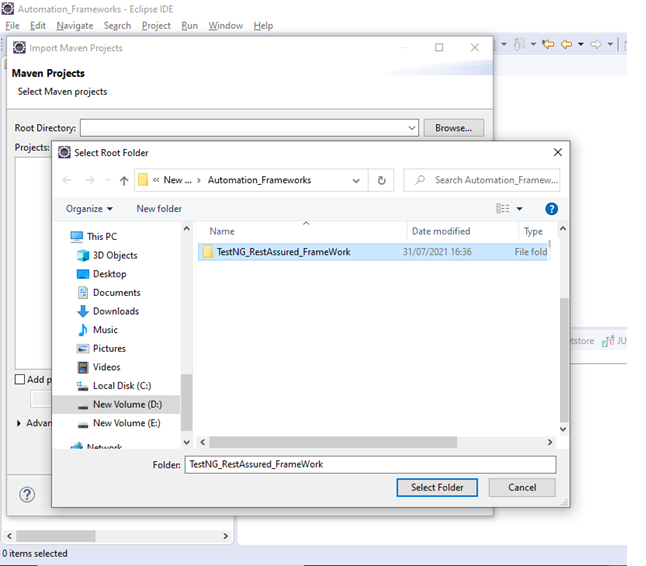 Automation_Frameworks - Eclipse IDE
File Edit Navigate Search Project Run Window Help
Import Maven Projects
Maven Projects
Select Maven projects
Root Directory:
Browse...
Projects:
Select Root Folder
« New ... › Automation_Frameworks
Search Automation_Framew...
Organize
New folder
?
Name
Date modified
Type
TestNG_RestAssured_FrameWork
31/07/2021 16:36
File fold
This PC
3D Objects
Desktop
Documents
Downloads
Music
Pictures
Videos
Local Disk (C:)
New Volume (D:)
New Volume (E:)
Network
tstore
JU
Add p
Advan
Folder:
TestNG_RestAssured_FrameWork
Select Folder
Cancel
?
0 items selected